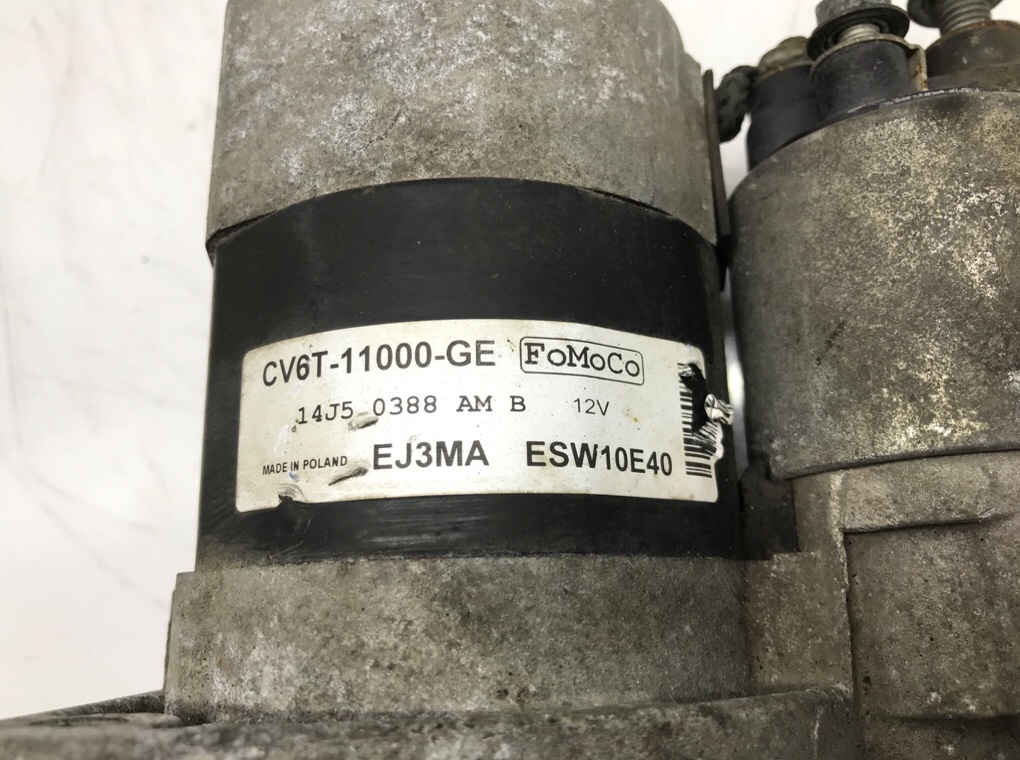 CV6T-11000-GE FoMoCo
14J5 0388 AM B 12V
MADE IN POLAND EJ3MA ESW10E40